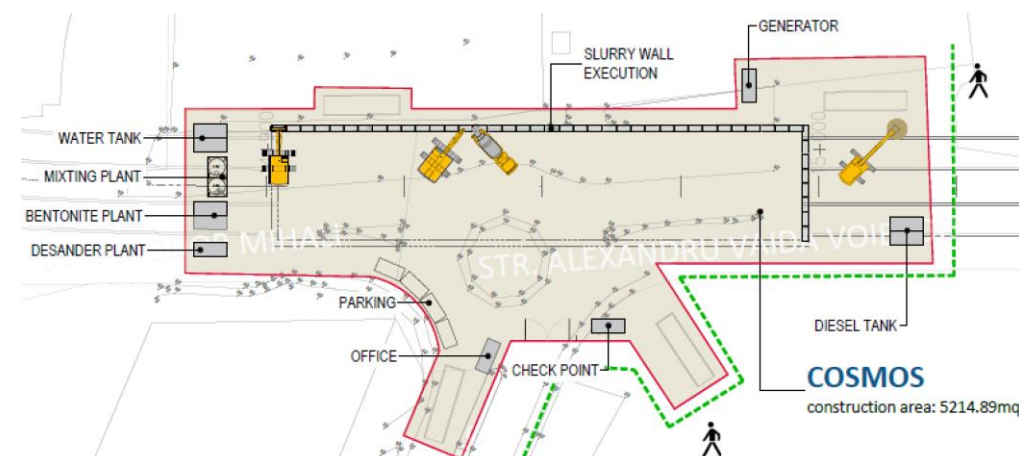 GENERATOR
SLURRY WALL
EXECUTION
WATER TANK
MIXTING PLANT
BENTONITE PLANT
DESANDER PLANT
STR. ALEXANDRU VAIDA
PARKING
OFFICE
CHECK POINT
DIESEL TANK
COSMOS
construction area: 5214.89mq